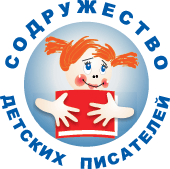 СОДРУЖЕСТВО
ДЕТСКИХ ПИСАТЕЛЕЙ